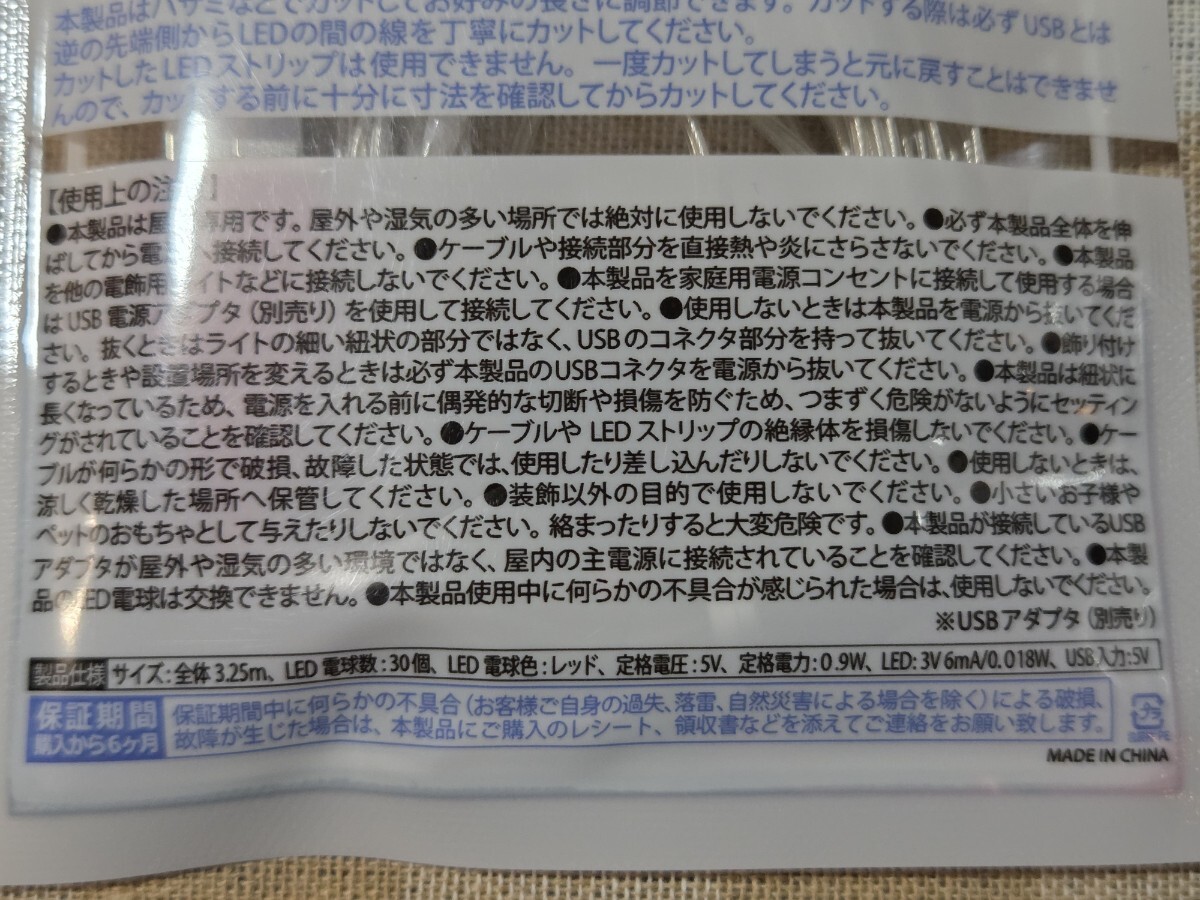 本製品はハサミなどでカットしてお好みの長さに調節できます。カットする際は必ずUSBとは
逆の先端側からLEDの間の線を丁寧にカットしてください。
カットしたLEDストリップは使用できません。一度カットしてしまうと元に戻すことはできませ
んので、カットする前に十分に寸法を確認してからカットしてください。
【使用上の注 】
●本製品は屋 専用です。屋外や湿気の多い場所では絶対に使用しないでください。●必ず本製品全体を伸
ばしてから電 へ接続してください。●ケーブルや接続部分を直接熱や炎にさらさないでください。●本製品
を他の電飾用 イトなどに接続しないでください。●本製品を家庭用電源コンセントに接続して使用する場合
はUSB電源アダプタ（別売り）を使用して接続してください。●使用しないときは本製品を電源から抜いてくだ
さい。抜くときはライトの細い紐状の部分ではなく、USBのコネクタ部分を持って抜いてください。●飾り付け
するときや設置場所を変えるときは必ず本製品のUSBコネクタを電源から抜いてください。●本製品は紐状に
長くなっているため、電源を入れる前に偶発的な切断や損傷を防ぐため、つまずく危険がないようにセッティン
グがされていることを確認してください。●ケーブルや LED ストリップの絶縁体を損傷しないでください。●ケー
ブルが何らかの形で破損、故障した状態では、使用したり差し込んだりしないでください。●使用しないときは、
涼しく乾燥した場所へ保管してください。●装飾以外の目的で使用しないでください。●小さいお子様や
ペットのおもちゃとして与えたりしないでください。絡まったりすると大変危険です。●本製品が接続しているUSB
アダプタが屋外や湿気の多い環境ではなく、屋内の主電源に接続されていることを確認してください。●本製
品のLED電球は交換できません。●本製品使用中に何らかの不具合が感じられた場合は、使用しないでください。
※USBアダプタ（別売り）
製品仕様 サイズ：全体 3.25m、LED 電球数：30個、LED 電球色：レッド、定格電圧：5V、定格電力：0.9W、LED：3V 6mA/0.018W、USB入力：5V
保証期間 保証期間中に何らかの不具合（お客様ご自身の過失、落雷、自然災害による場合を除く）による破損、
購入から6ヶ月 故障が生じた場合は、本製品にご購入のレシート、領収書などを添えてご連絡をお願い致します。
MADE IN CHINA